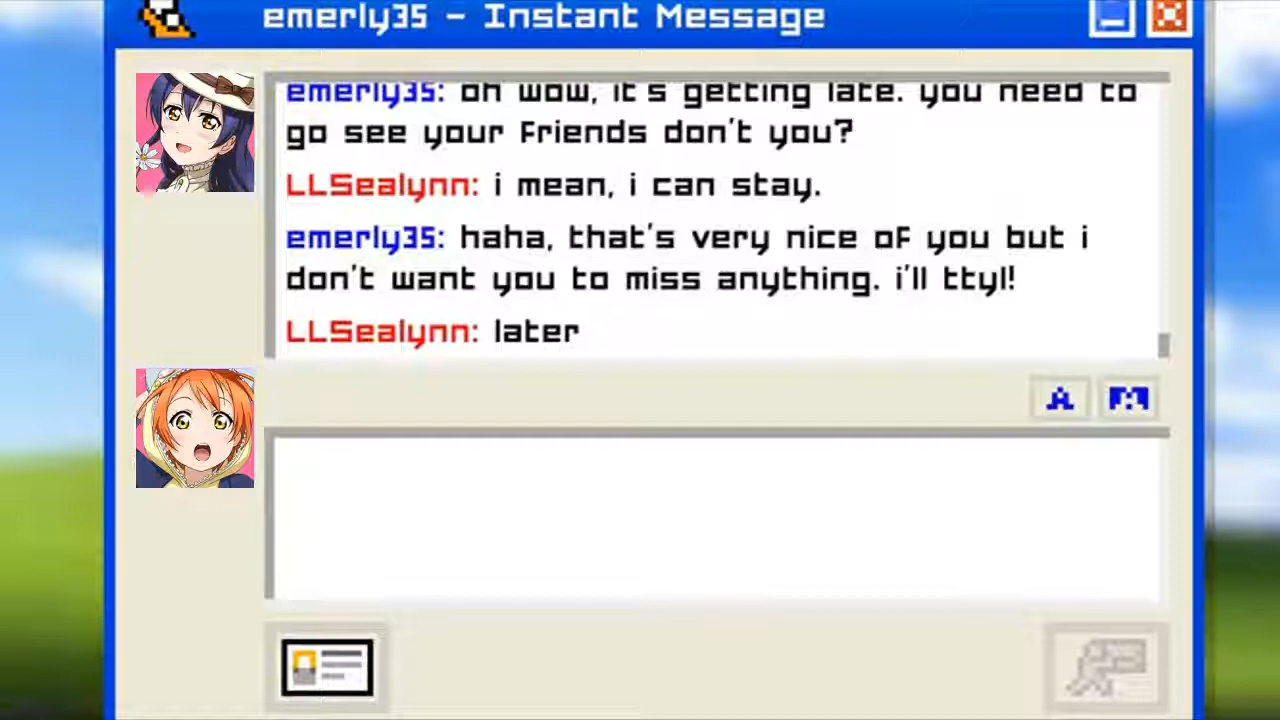 emerly35 - Instant Message
emerly35: oh wow, it's getting late. you need to
go see your friends don't you?
LLSealynn: i mean, i can stay.
emerly35: haha, that's very nice of you but i
don't want you to miss anything. i'll ttyl!
LLSealynn: later
A